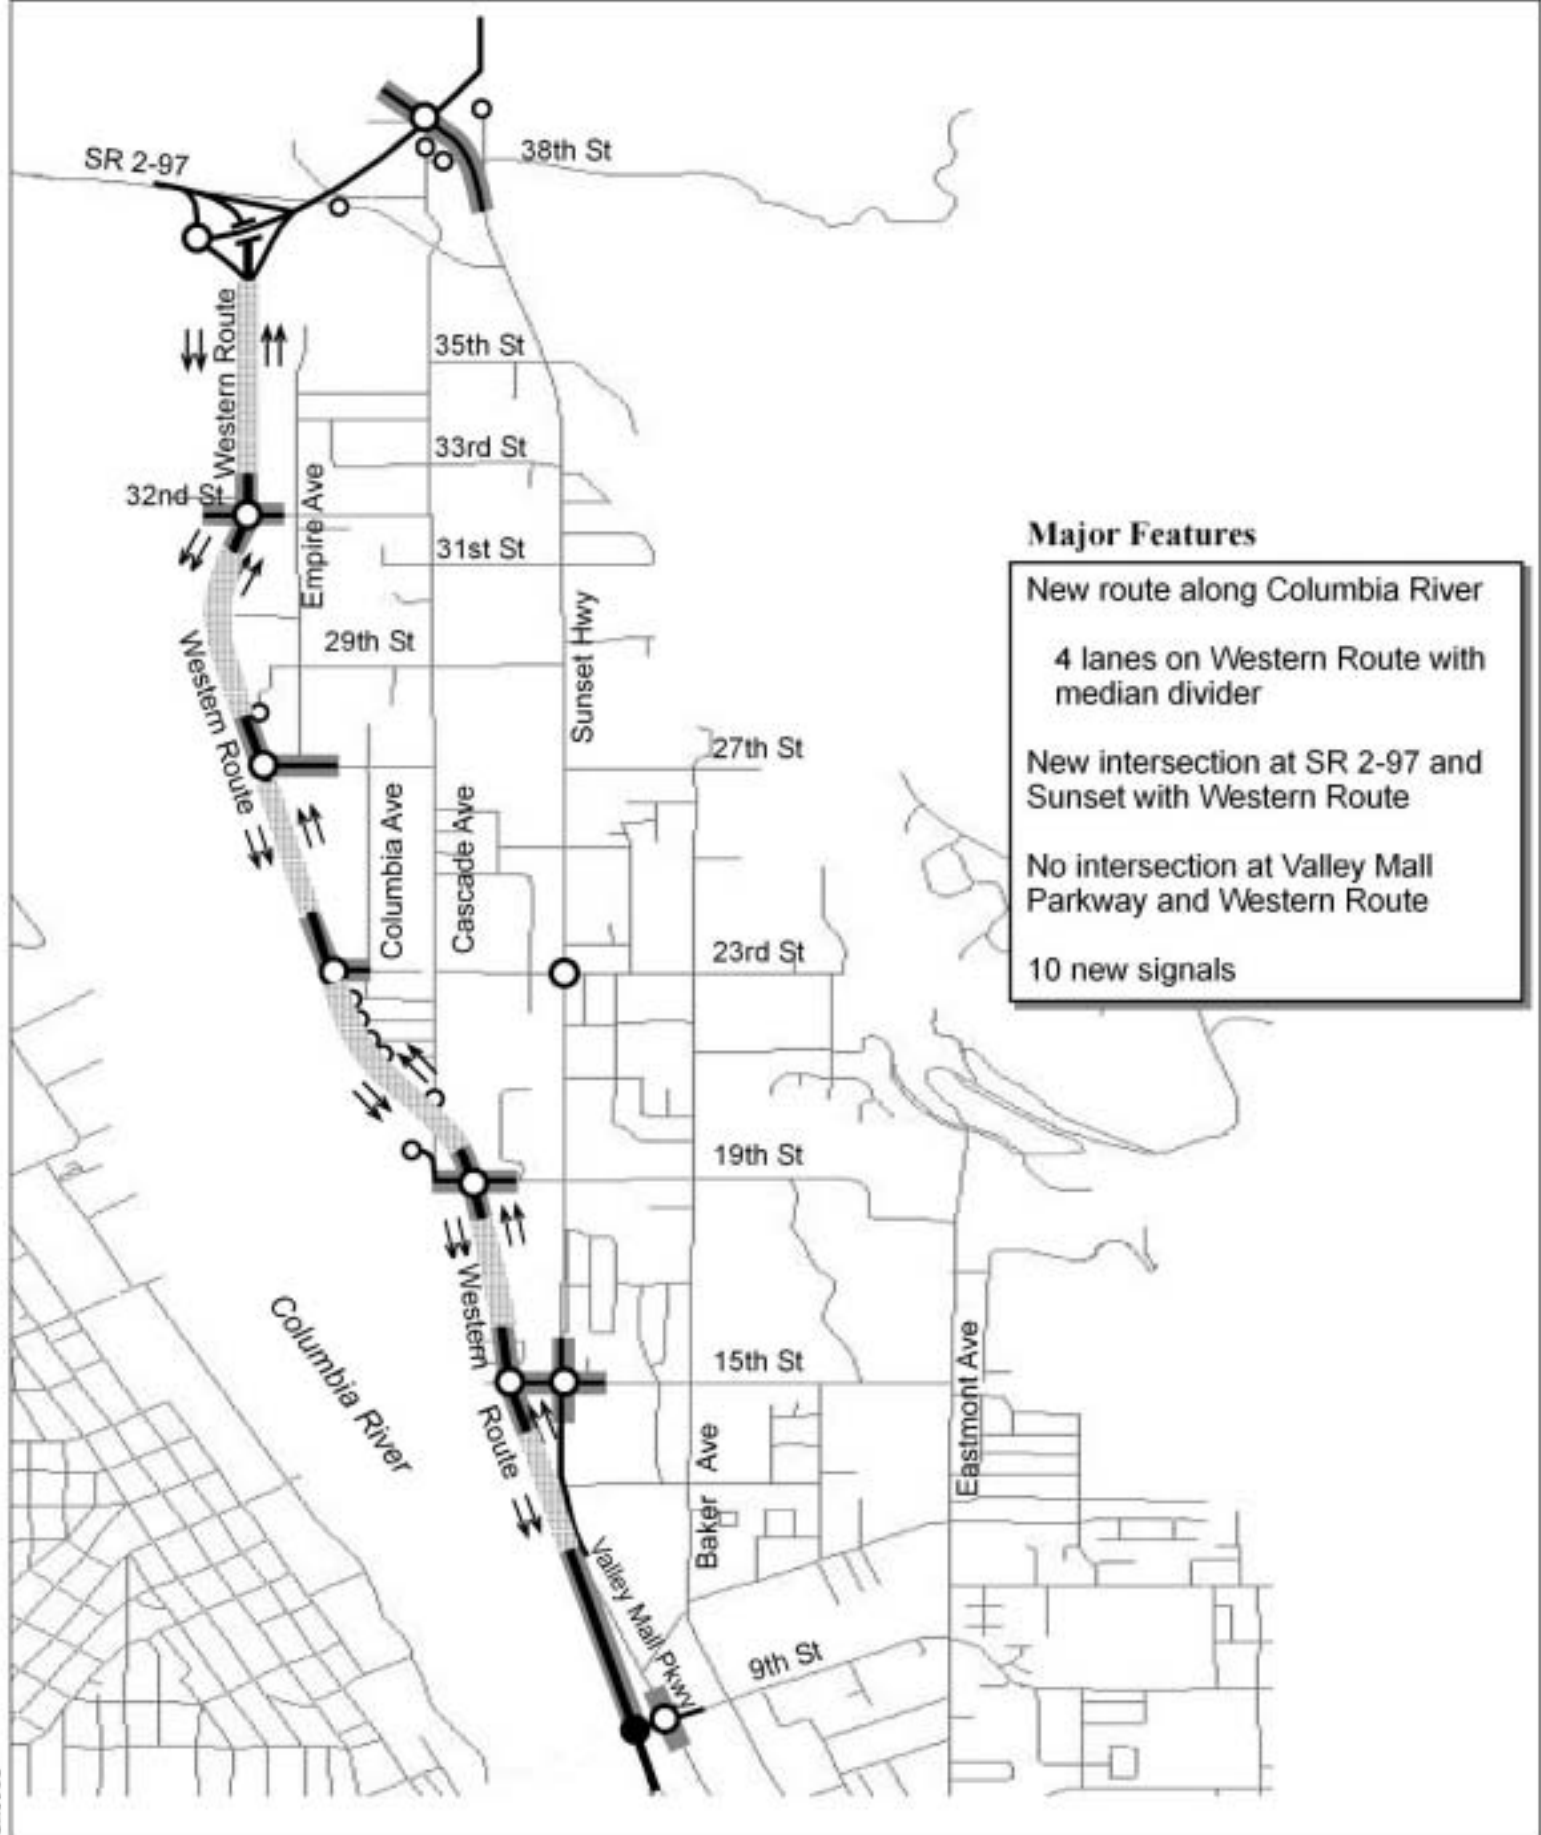 SR 2-97
38th St
Western Route
35th St
33rd St
32nd St
Empire Ave
31st St
Sunset Hwy
29th St
Western Route
27th St
Columbia Ave
Cascade Ave
23rd St
19th St
Western
Route
Columbia River
15th St
Eastmont Ave
Baker Ave
Valley Mall Pkwy
9th St
Major Features
New route along Columbia River
4 lanes on Western Route with
median divider
New intersection at SR 2-97 and
Sunset with Western Route
No intersection at Valley Mall
Parkway and Western Route
10 new signals